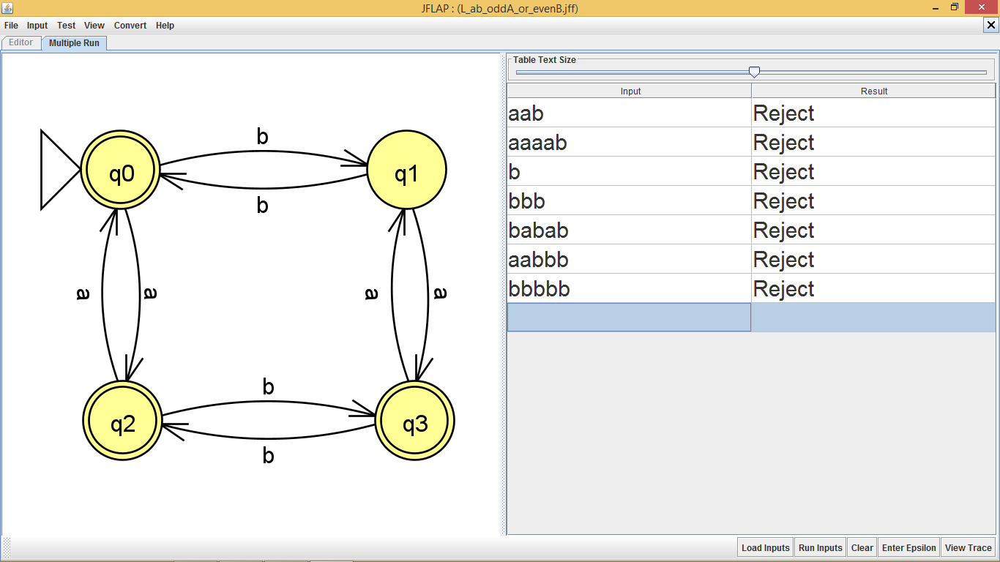 JFLAP : (L_ab_oddA_or_evenB.jff)
File Input Test View Convert Help
Editor Multiple Run
Table Text Size
Input Result
aab Reject
aaaab Reject
b Reject
bbb Reject
babab Reject
aabbb Reject
bbbbb Reject
b
q0 q1
b
a a a a
b
q2 q3
b
Load Inputs Run Inputs Clear Enter Epsilon View Trace